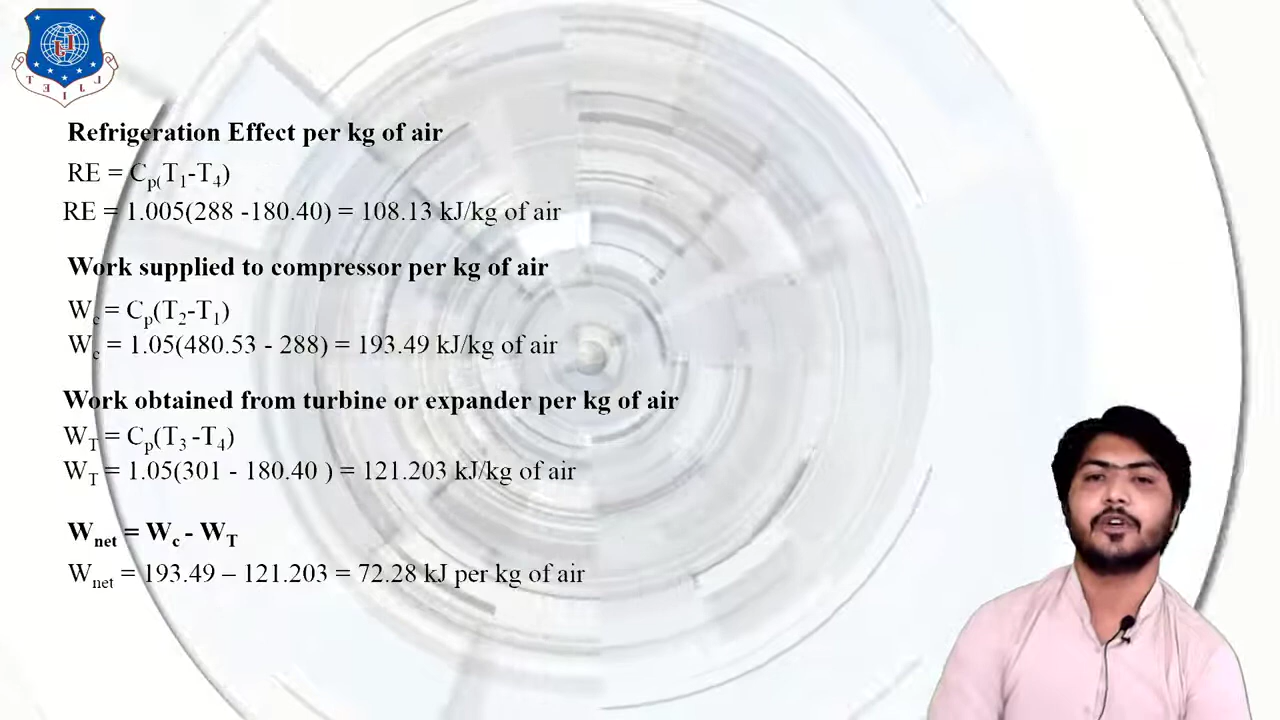 Refrigeration Effect per kg of air
RE = Cp(T1-T4)
RE = 1.005(288 -180.40) = 108.13 kJ/kg of air
Work supplied to compressor per kg of air
Wc = Cp(T2-T1)
Wc = 1.05(480.53 - 288) = 193.49 kJ/kg of air
Work obtained from turbine or expander per kg of air
WT = Cp(T3 -T4)
WT = 1.05(301 - 180.40 ) = 121.203 kJ/kg of air
Wnet = Wc - WT
Wnet = 193.49 – 121.203 = 72.28 kJ per kg of air